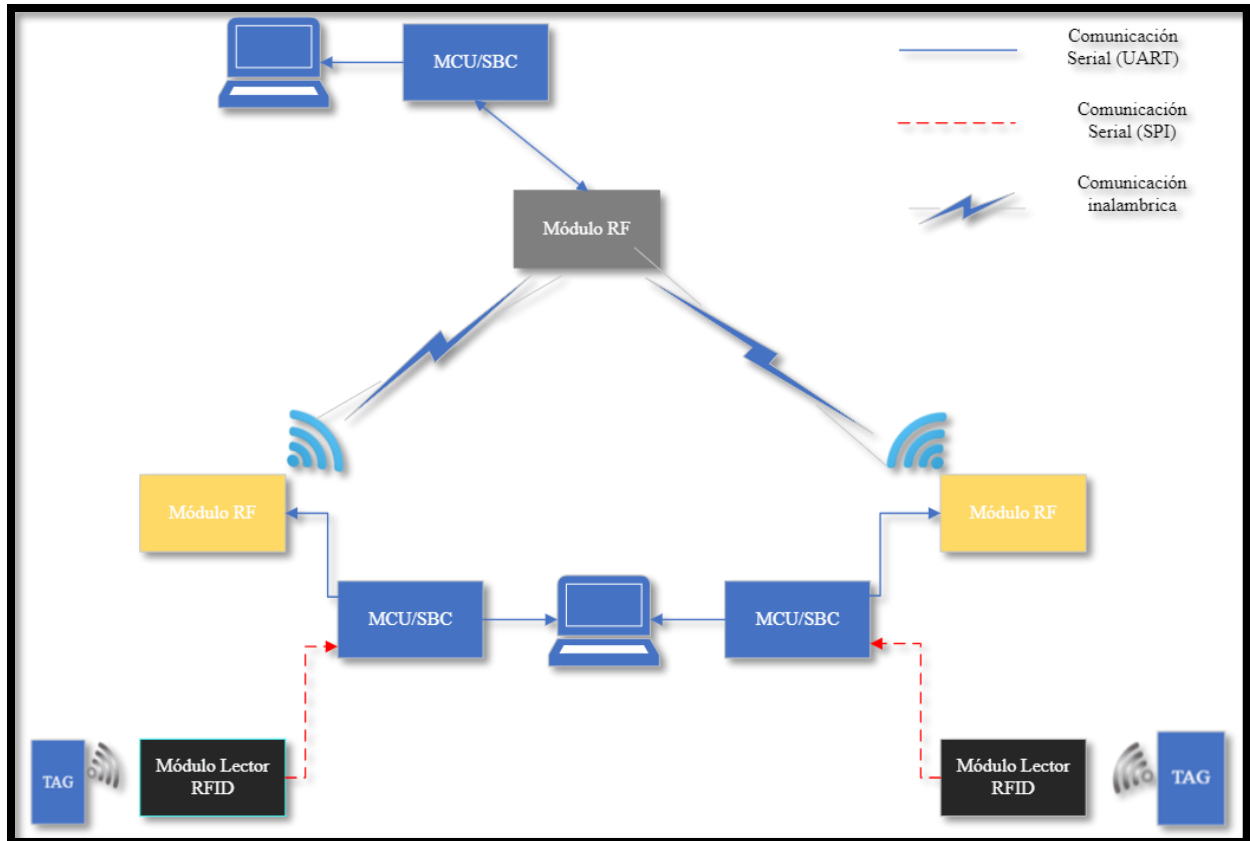 MCU/SBC
Comunicación
Serial (UART)
Comunicación
Serial (SPI)
Comunicación
inalambrica
Módulo RF
Módulo RF
Módulo RF
MCU/SBC
MCU/SBC
TAG
Módulo Lector
RFID
Módulo Lector
RFID
TAG